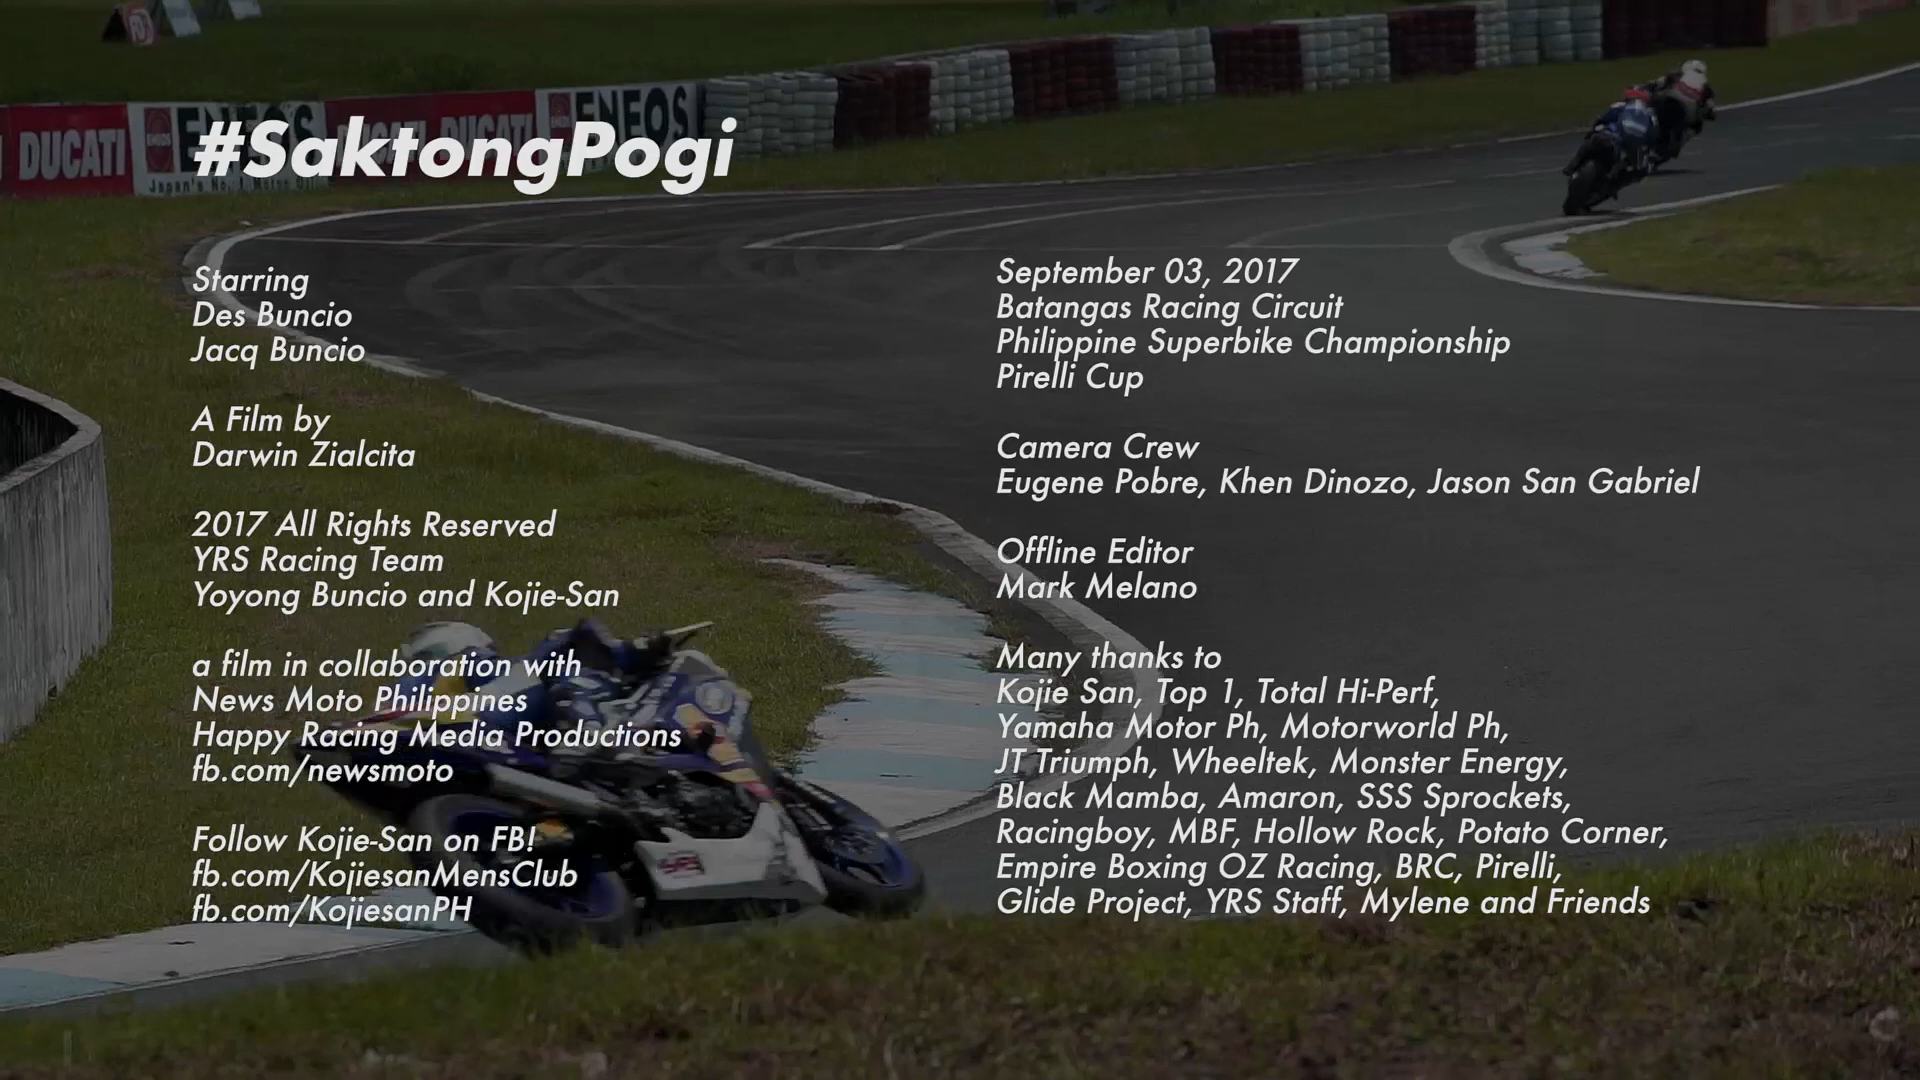 DUCATI
ENEOS
DUCATI
ENEOS
#SaktongPogi
Starring
Des Buncio
Jacq Buncio
A Film by
Darwin Zialcita
2017 All Rights Reserved
YRS Racing Team
Yoyong Buncio and Kojie-San
a film in collaboration with
News Moto Philippines
Happy Racing Media Productions
fb.com/newsmoto
Follow Kojie-San on FB!
fb.com/KojiesanMensClub
fb.com/KojiesanPH
September 03, 2017
Batangas Racing Circuit
Philippine Superbike Championship
Pirelli Cup
Camera Crew
Eugene Pobre, Khen Dinozo, Jason San Gabriel
Offline Editor
Mark Melano
Many thanks to
Kojie San, Top 1, Total Hi-Perf,
Yamaha Motor Ph, Motorworld Ph,
JT Triumph, Wheeltek, Monster Energy,
Black Mamba, Amaron, SSS Sprockets,
Racingboy, MBF, Hollow Rock, Potato Corner,
Empire Boxing OZ Racing, BRC, Pirelli,
Glide Project, YRS Staff, Mylene and Friends